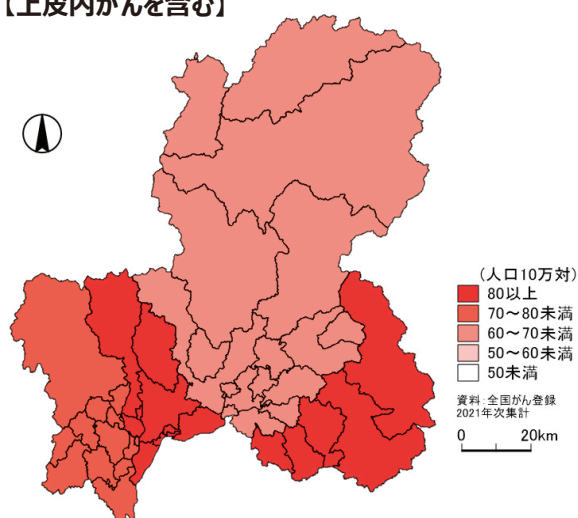 【上皮内がんを含む】
(人口10万対)
80以上
70～80未満
60～70未満
50～60未満
50未満
資料:全国がん登録
2021年次集計
0 20km